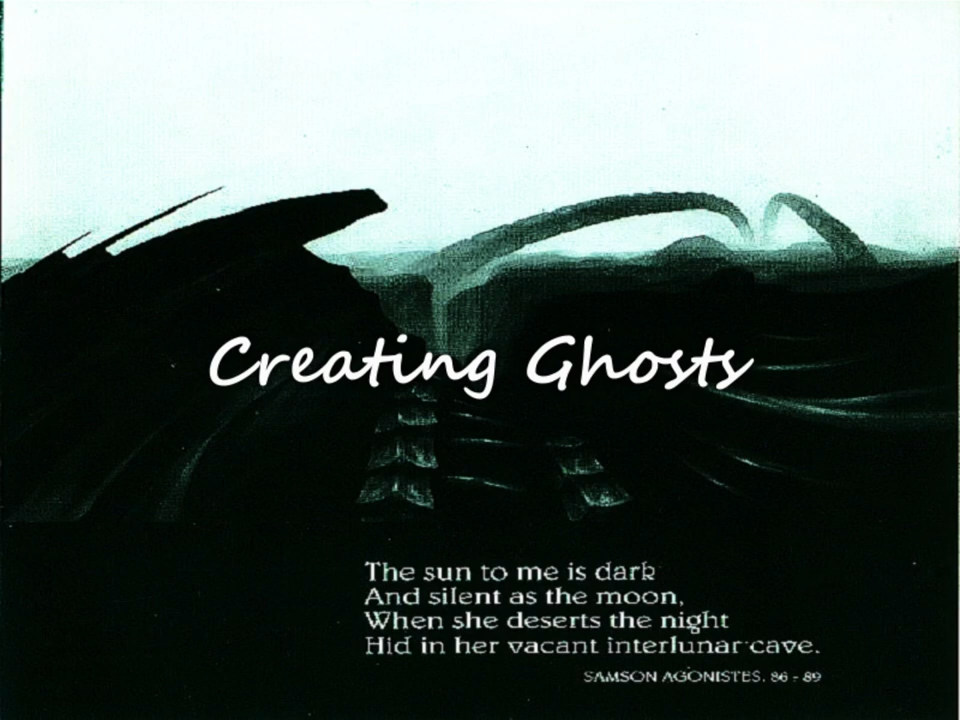 Creating Ghosts
The sun to me is dark
And silent as the moon,
When she deserts the night
Hid in her vacant interlunar cave.
SAMSON AGONISTES. 86 - 89